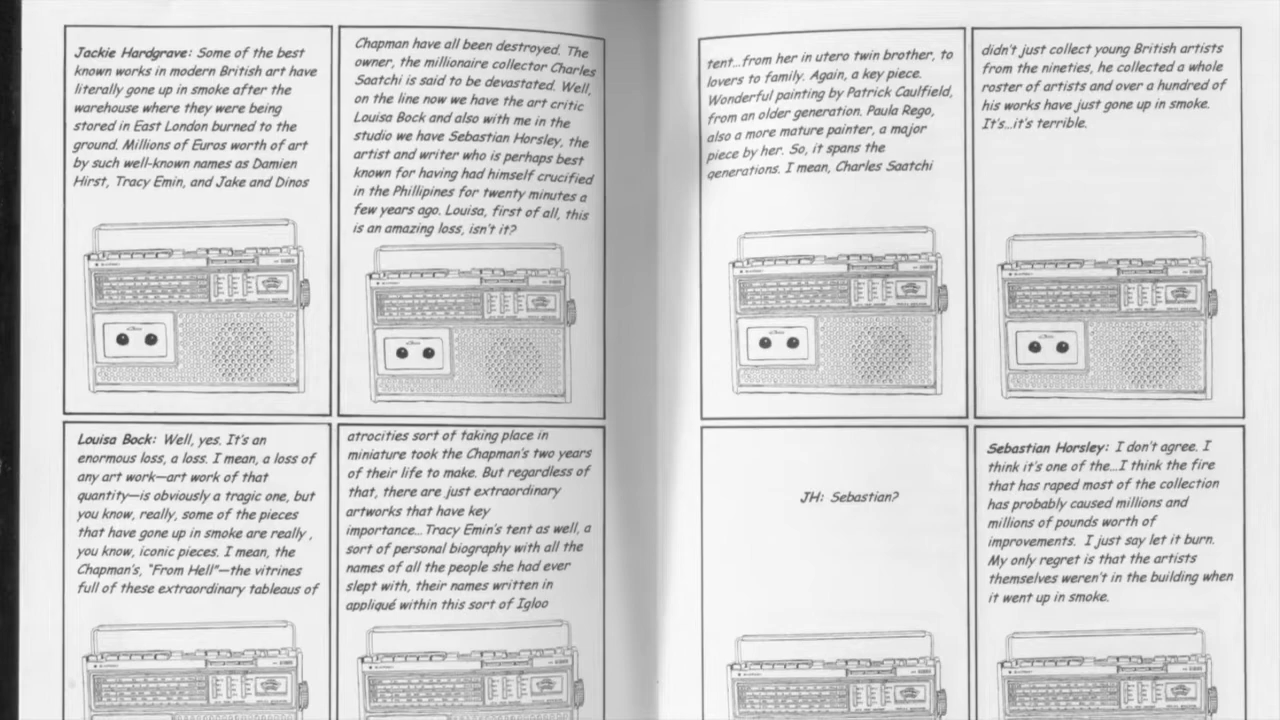 Jackie Hardgrave: Some of the best
known works in modern British art have
literally gone up in smoke after the
warehouse where they were being
stored in East London burned to the
ground. Millions of Euros worth of art
by such well-known names as Damien
Hirst, Tracy Emin, and Jake and Dinos
Chapman have all been destroyed. The
owner, the millionaire collector Charles
Saatchi is said to be devastated. Well,
on the line now we have the art critic
Louisa Bock and also with me in the
studio we have Sebastian Horsley, the
artist and writer who is perhaps best
known for having had himself crucified
in the Phillipines for twenty minutes a
few years ago. Louisa, first of all, this
is an amazing loss, isn't it?
Louisa Bock: Well, yes. It's an
enormous loss, a loss. I mean, a loss of
any art work—art work of that
quantity—is obviously a tragic one, but
you know, really, some of the pieces
that have gone up in smoke are really ,
you know, iconic pieces. I mean, the
Chapman's, "From Hell"—the vitrines
full of these extraordinary tableaus of
atrocities sort of taking place in
miniature took the Chapman's two years
of their life to make. But regardless of
that, there are just extraordinary
artworks that have key
importance...Tracy Emin's tent as well, a
sort of personal biography with all the
names of all the people she had ever
slept with, their names written in
appliqué within this sort of Igloo
tent...from her in utero twin brother, to
lovers to family. Again, a key piece.
Wonderful painting by Patrick Caulfield,
from an older generation. Paula Rego,
also a more mature painter, a major
piece by her. So, it spans the
generations. I mean, Charles Saatchi
didn't just collect young British artists
from the nineties, he collected a whole
roster of artists and over a hundred of
his works have just gone up in smoke.
It's...it's terrible.
JH: Sebastian?
Sebastian Horsley: I don't agree. I
think it's one of the...I think the fire
that has raped most of the collection
has probably caused millions and
millions of pounds worth of
improvements. I just say let it burn.
My only regret is that the artists
themselves weren't in the building when
it went up in smoke.